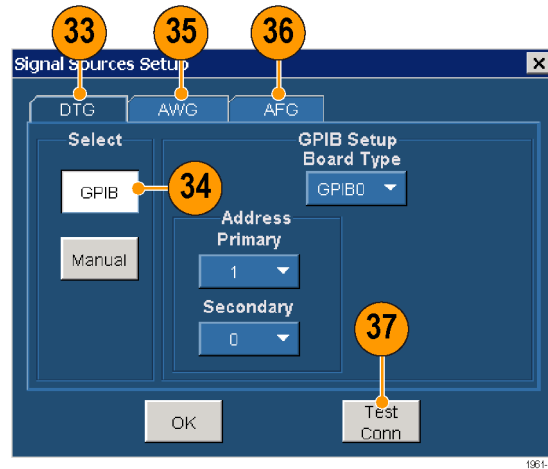 33 35 36
Signal Sources Setup
DTG AWG AFG
Select
GPIB Setup
Board Type
GPIB 34
GPIB0
Address
Primary
Manual
1
Secondary
0
37
OK
Test
Conn
1961-